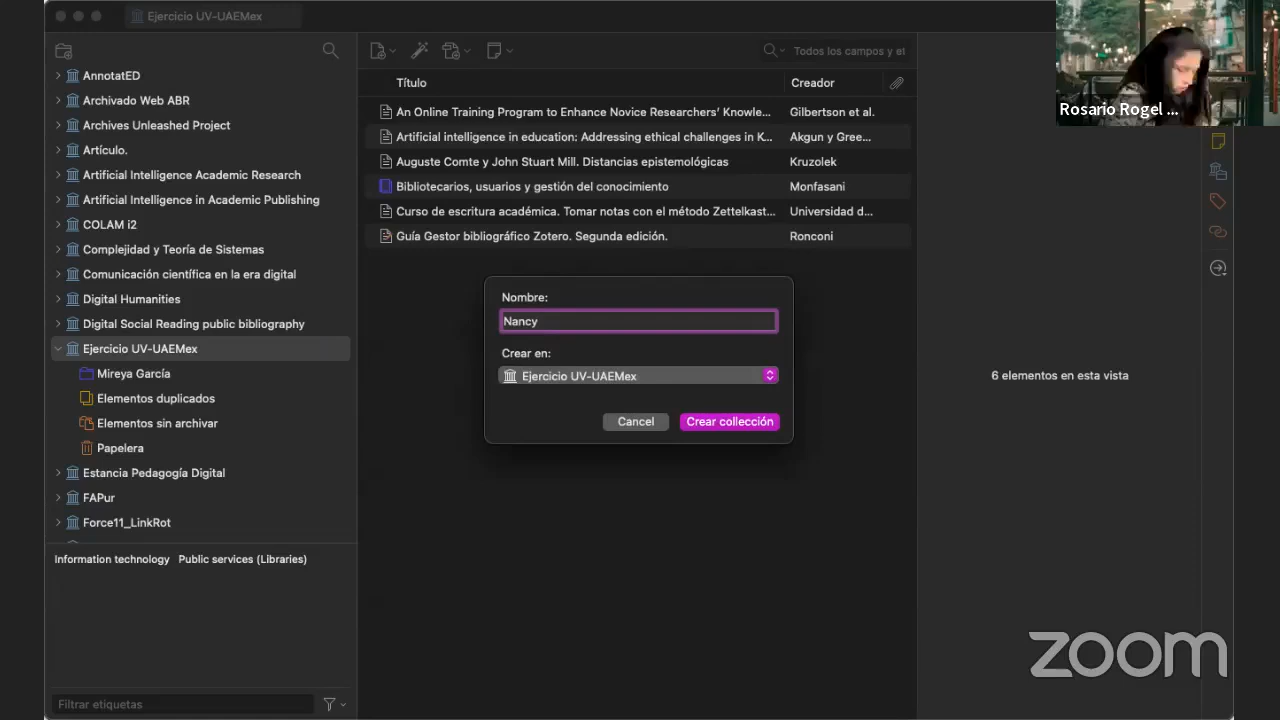 Ejercicio UV-UAEMex
AnnotatED
Archivado Web ABR
Archives Unleashed Project
Artículo.
Artificial Intelligence Academic Research
Artificial Intelligence in Academic Publishing
COLAM i2
Complejidad y Teoría de Sistemas
Comunicación científica en la era digital
Digital Humanities
Digital Social Reading public bibliography
Ejercicio UV-UAEMex
Mireya García
Elementos duplicados
Elementos sin archivar
Papelera
Estancia Pedagogía Digital
FAPur
Force11_LinkRot
Information technology Public services (Libraries)
Filtrar etiquetas
Todos los campos y et
Título Creador
An Online Training Program to Enhance Novice Researchers’ Knowle... Gilbertson et al.
Artificial intelligence in education: Addressing ethical challenges in K... Akgun y Gree...
Auguste Comte y John Stuart Mill. Distancias epistemológicas Kruzolek
Bibliotecarios, usuarios y gestión del conocimiento Monfasani
Curso de escritura académica. Tomar notas con el método Zettelkast... Universidad d...
Guía Gestor bibliográfico Zotero. Segunda edición. Ronconi
Nombre:
Nancy
Crear en:
Ejercicio UV-UAEMex
Cancel Crear collección
6 elementos en esta vista
Rosario Rogel ...
zoom